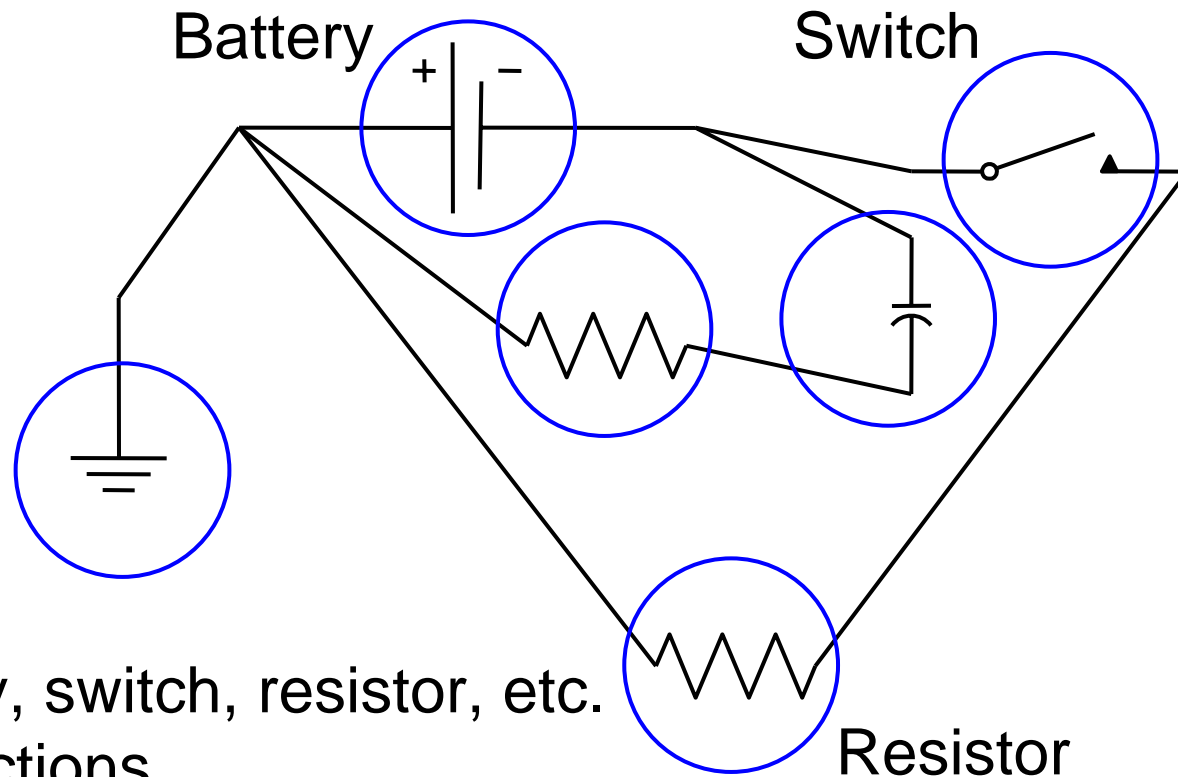 Battery
Switch
+ −
, switch, resistor, etc.
Resistor